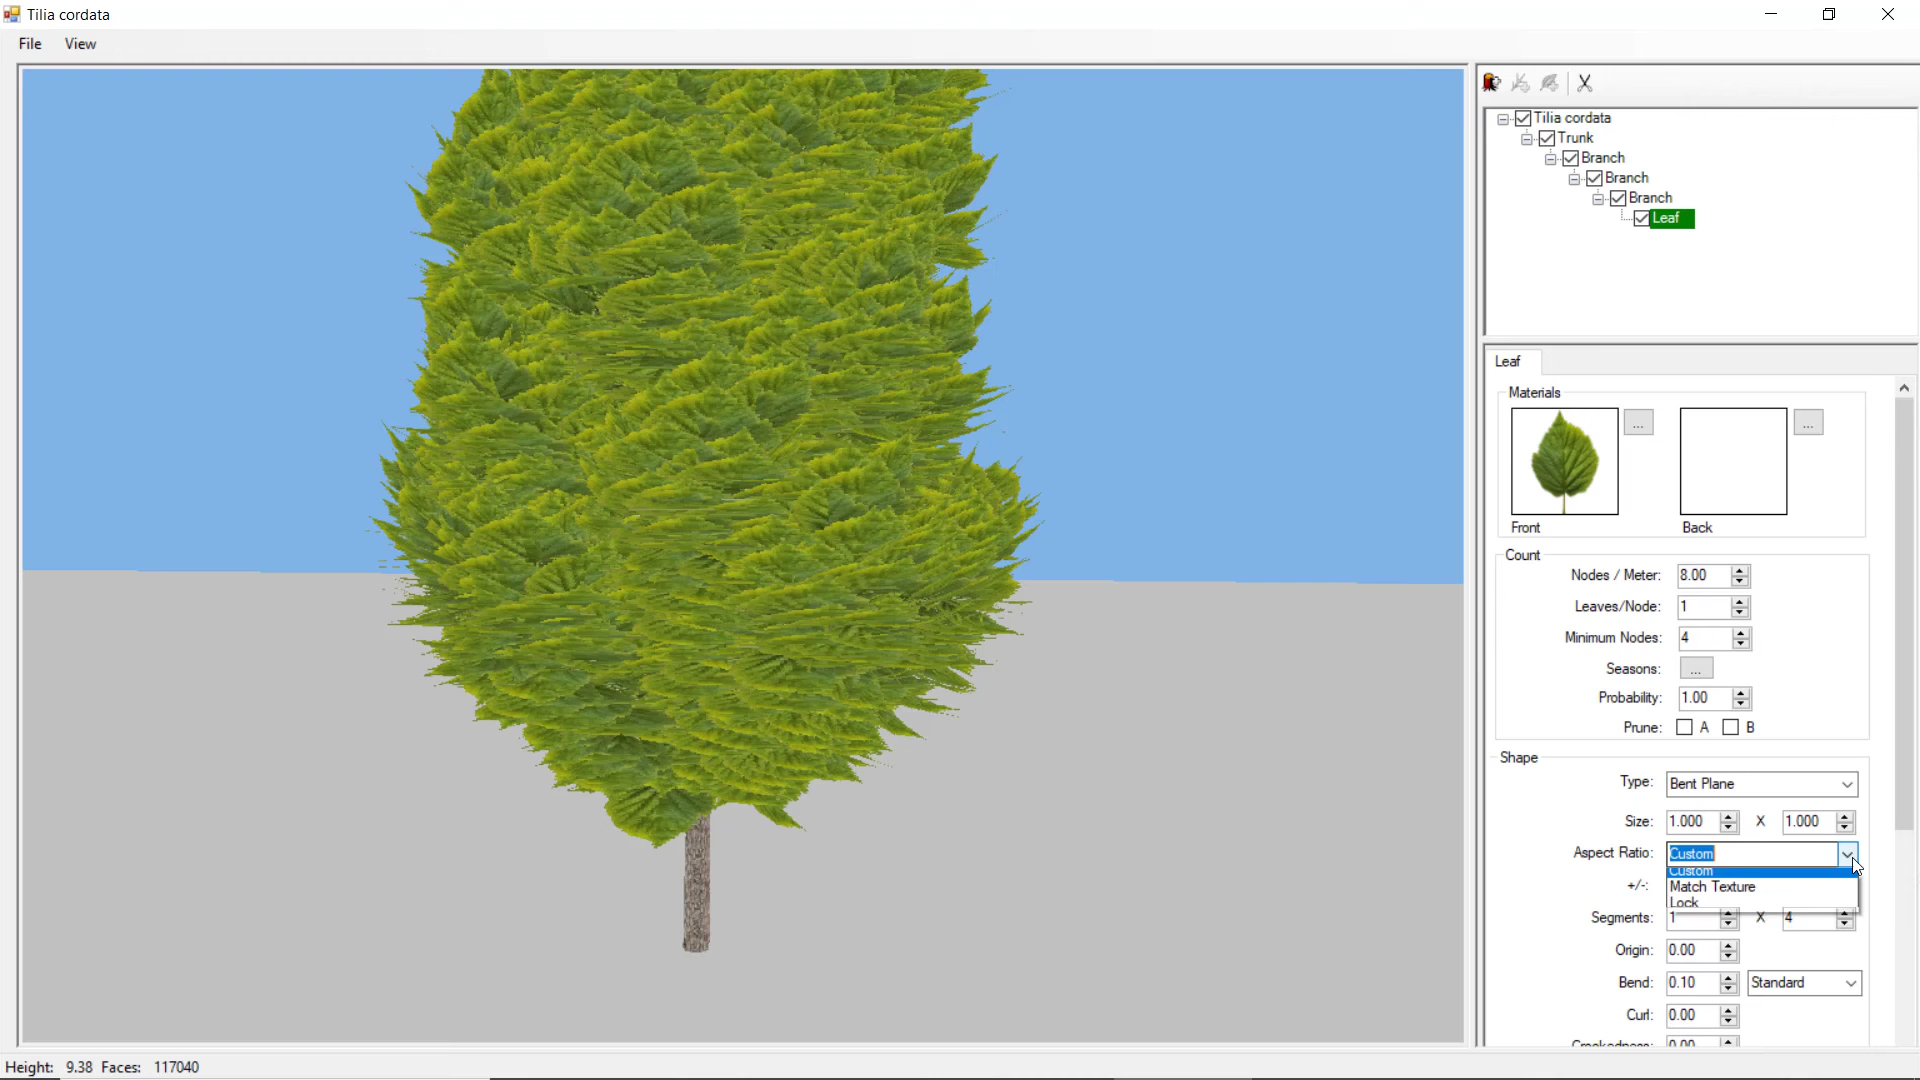 Tilia cordata
File View
Tilia cordata
Trunk
Branch
Branch
Branch
Leaf
Leaf
Materials
... ...
Front Back
Count
Nodes / Meter: 8.00
Leaves/Node: 1
Minimum Nodes: 4
Seasons: ...
Probability: 1.00
Prune: A B
Shape
Type: Bent Plane
Size: 1.000 X 1.000
Aspect Ratio: Custom
Custom
+/-: Match Texture
Lock
Segments: 1 X 4
Origin: 0.00
Bend: 0.10 Standard
Curl: 0.00
Crookedness: 0.00
Height: 9.38 Faces: 117040